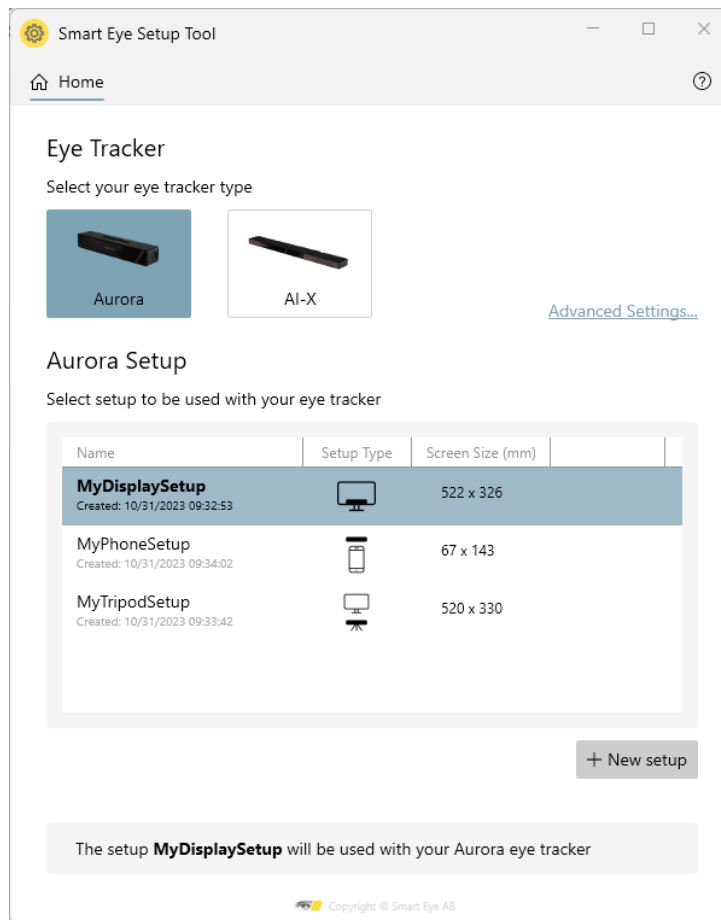 Smart Eye Setup Tool
Home
Eye Tracker
Select your eye tracker type
Aurora
AI-X
Advanced Settings...
Aurora Setup
Select setup to be used with your eye tracker
Name Setup Type Screen Size (mm)
MyDisplaySetup
Created: 10/31/2023 09:32:53
522 x 326
MyPhoneSetup
Created: 10/31/2023 09:34:02
67 x 143
MyTripodSetup
Created: 10/31/2023 09:33:42
520 x 330
+ New setup
The setup MyDisplaySetup will be used with your Aurora eye tracker
Copyright © Smart Eye AB